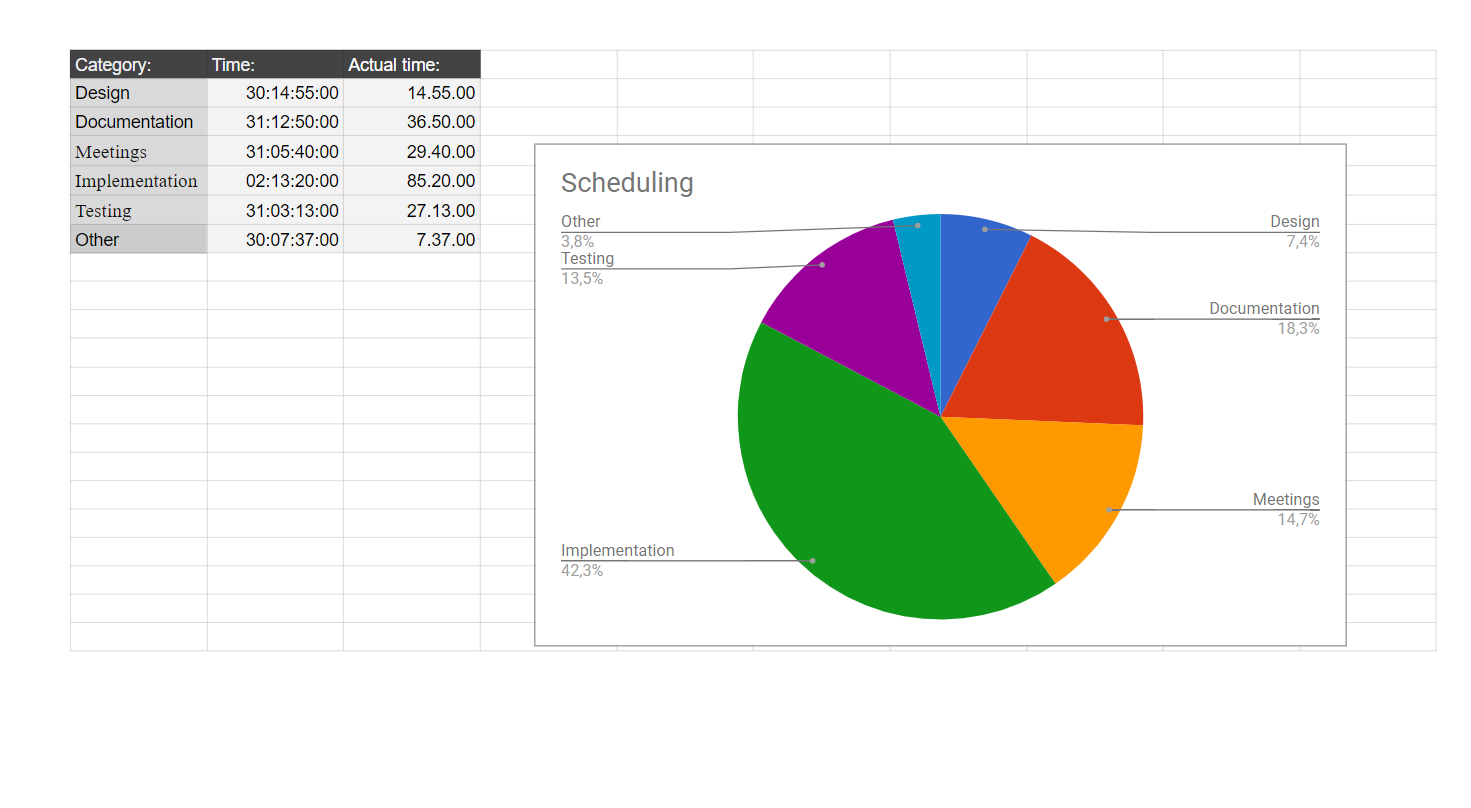 Category: Time: Actual time:
Design 30:14:55:00 14.55.00
Documentation 31:12:50:00 36.50.00
Meetings 31:05:40:00 29.40.00
Implementation 02:13:20:00 85.20.00
Testing 31:03:13:00 27.13.00
Other 30:07:37:00 7.37.00
Scheduling
Other
3,8%
Testing
13,5%
Implementation
42,3%
Design
7,4%
Documentation
18,3%
Meetings
14,7%